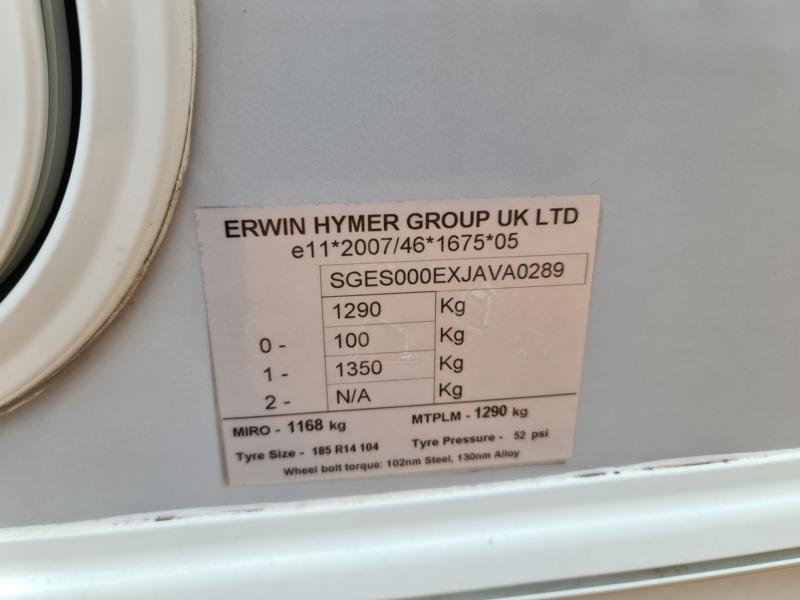 ERWIN HYMER GROUP UK LTD
e11*2007/46*1675*05
SGES000EXJAVA0289
1290 Kg
0 - 100 Kg
1 - 1350 Kg
2 - N/A Kg
MIRO - 1168 kg MTPLM - 1290 kg
Tyre Size - 185 R14 104 Tyre Pressure - 52 psi
Wheel bolt torque: 102nm Steel, 130nm Alloy